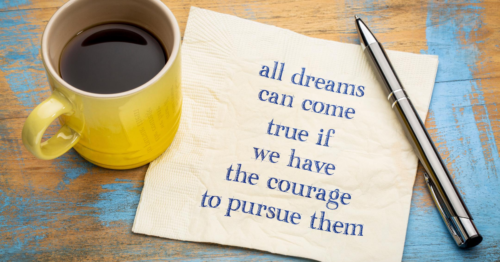 all dreams
can come
true if
we have
the courage
to pursue them